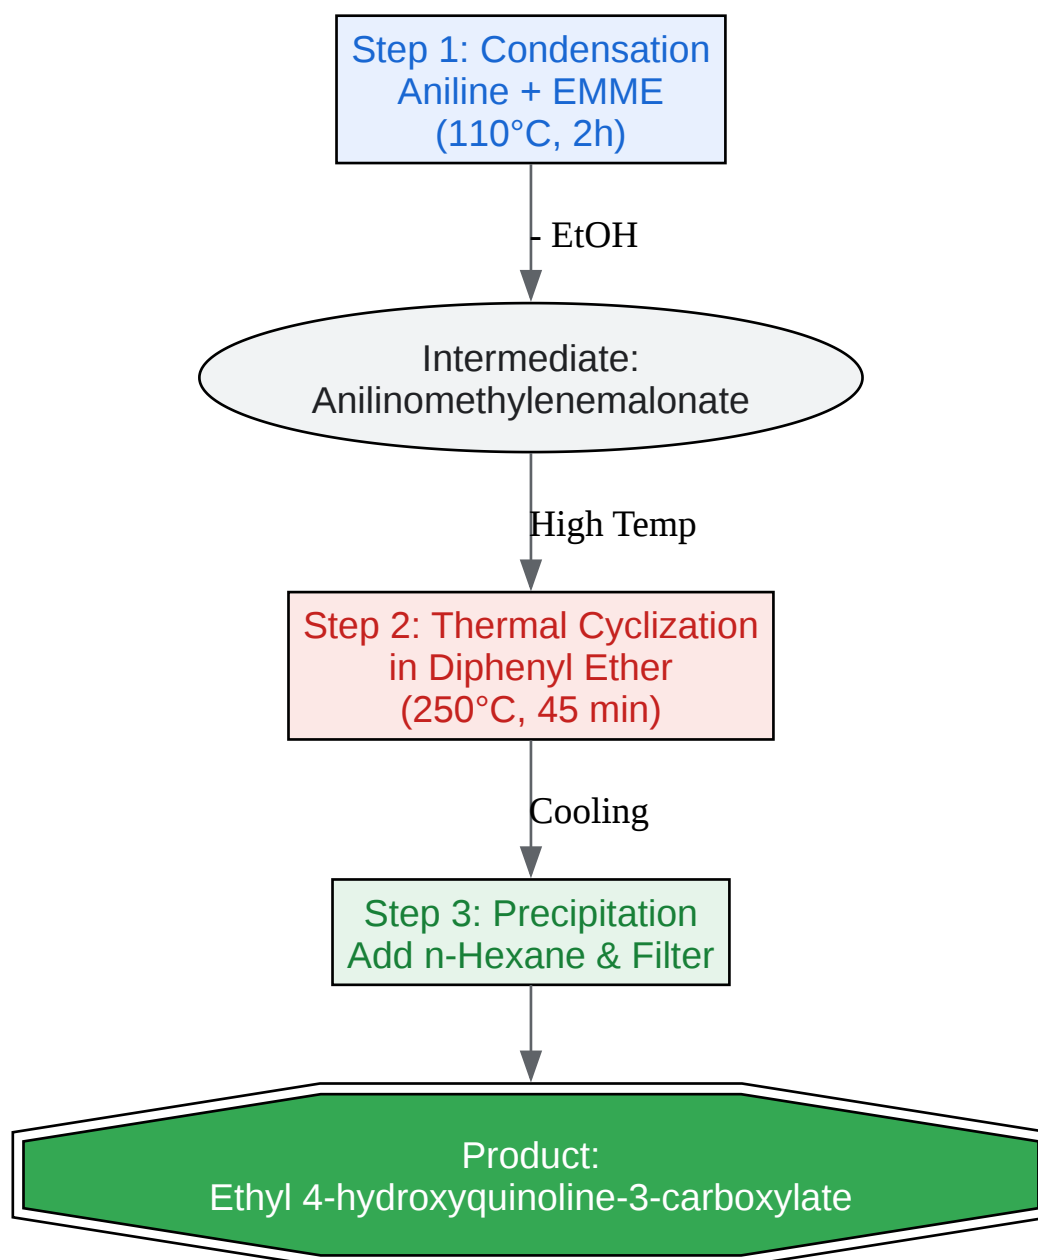 Step 1: Condensation
Aniline + EMME
(110°C, 2h)
- EtOH
Intermediate:
Anilinomethylenemalonate
High Temp
Step 2: Thermal Cyclization
in Diphenyl Ether
(250°C, 45 min)
Cooling
Step 3: Precipitation
Add n-Hexane & Filter
Product:
Ethyl 4-hydroxyquinoline-3-carboxylate